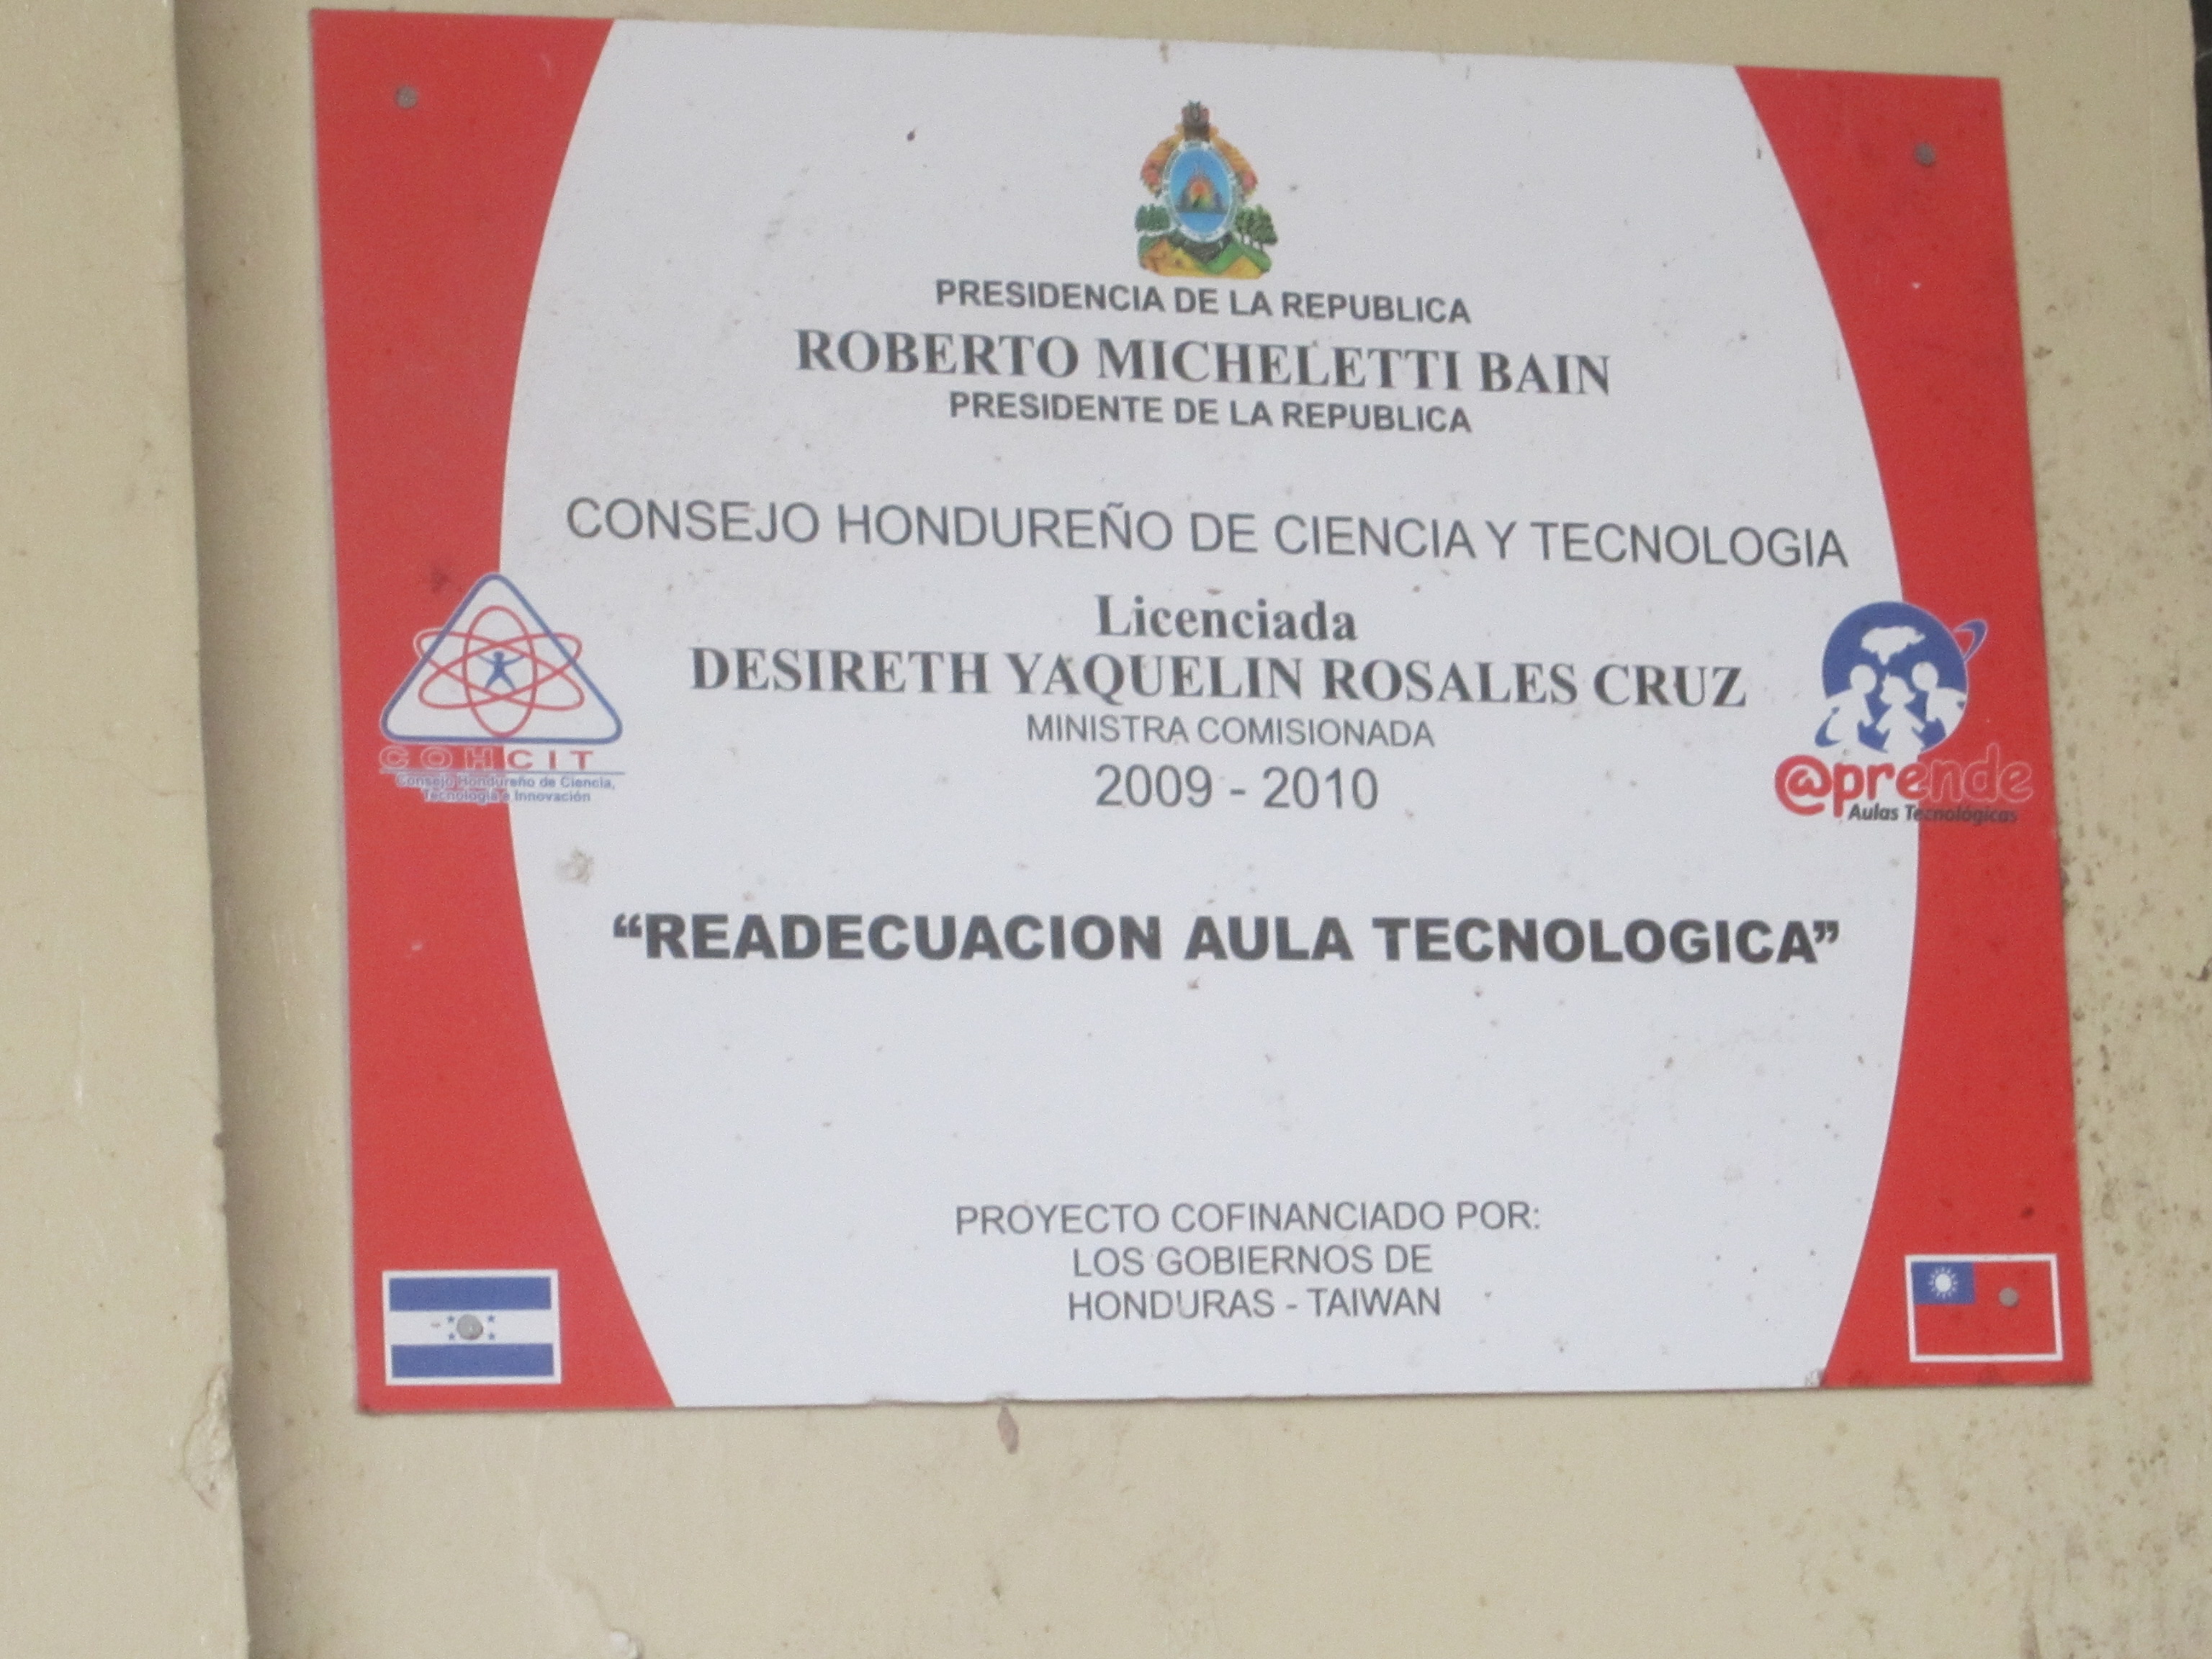 PRESIDENCIA DE LA REPUBLICA
ROBERTO MICHELETTI BAIN
PRESIDENTE DE LA REPUBLICA
CONSEJO HONDUREÑO DE CIENCIA Y TECNOLOGIA
Licenciada
DESIRETH YAQUELIN ROSALES CRUZ
MINISTRA COMISIONADA
2009 - 2010
COHCIT
Consejo Hondureño de Ciencia,
Tecnología e Innovación
@prende
Aulas Tecnológicas
“READECUACION AULA TECNOLOGICA”
PROYECTO COFINANCIADO POR:
LOS GOBIERNOS DE
HONDURAS - TAIWAN